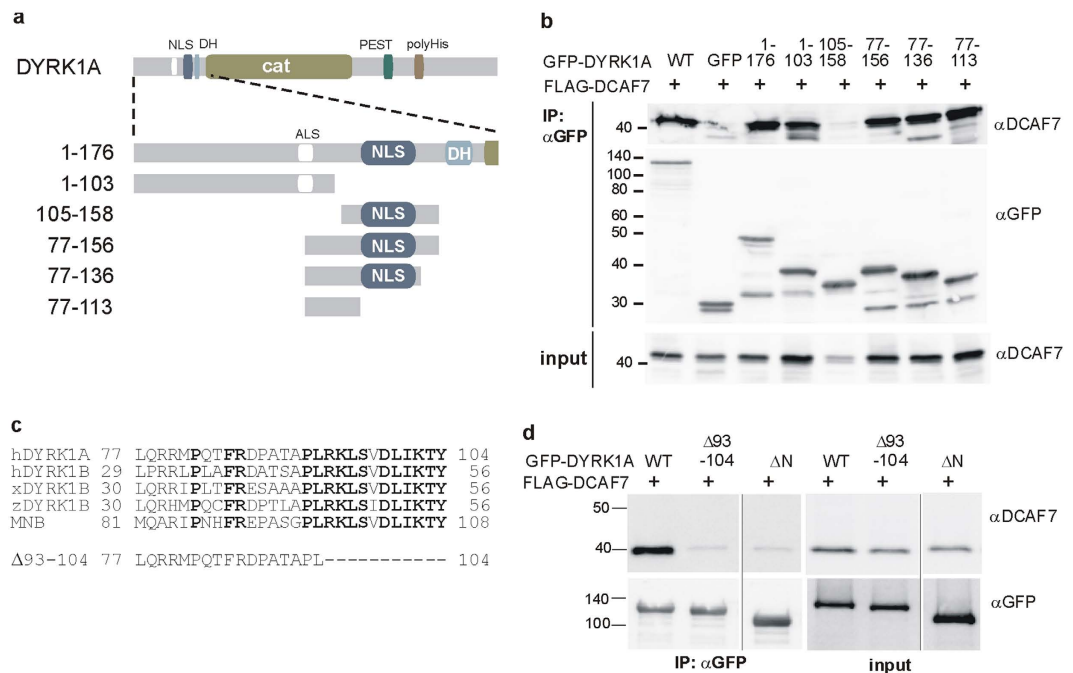 a
NLS DH PEST polyHis
DYRK1A cat
ALS
1-176 NLS DH
1-103
105-158 NLS
77-156 NLS
77-136 NLS
77-113
b
GFP-DYRK1A WT GFP 1-176 1-103 105-158 77-156 77-136 77-113
FLAG-DCAF7 + + + + + + + +
IP: αGFP
40 αDCAF7
140
100
80
60
50
40
30
αGFP
input 40 αDCAF7
c
hDYRK1A 77 LQRRMPQTFRDPATAPLRKLSVDLIKTY 104
hDYRK1B 29 LPRRLPLAFRDATSAPLRKLSVDLIKTY 56
xDYRK1B 30 LQRRIPLTFRESAAAPLRKLSVDLIKTY 56
zDYRK1B 30 LQRHMPQCFRDPTLAPLRKLSIDLIKTY 56
MNB 81 MQARIPNHFREPASGPLRKLSVDLIKTY 108
Δ93-104 77 LQRRMPQTFRDPATAPL----------- 104
d
GFP-DYRK1A WT Δ93-104 ΔN WT Δ93-104 ΔN
FLAG-DCAF7 + + + + + +
50
40
αDCAF7
140
100
αGFP
IP: αGFP input